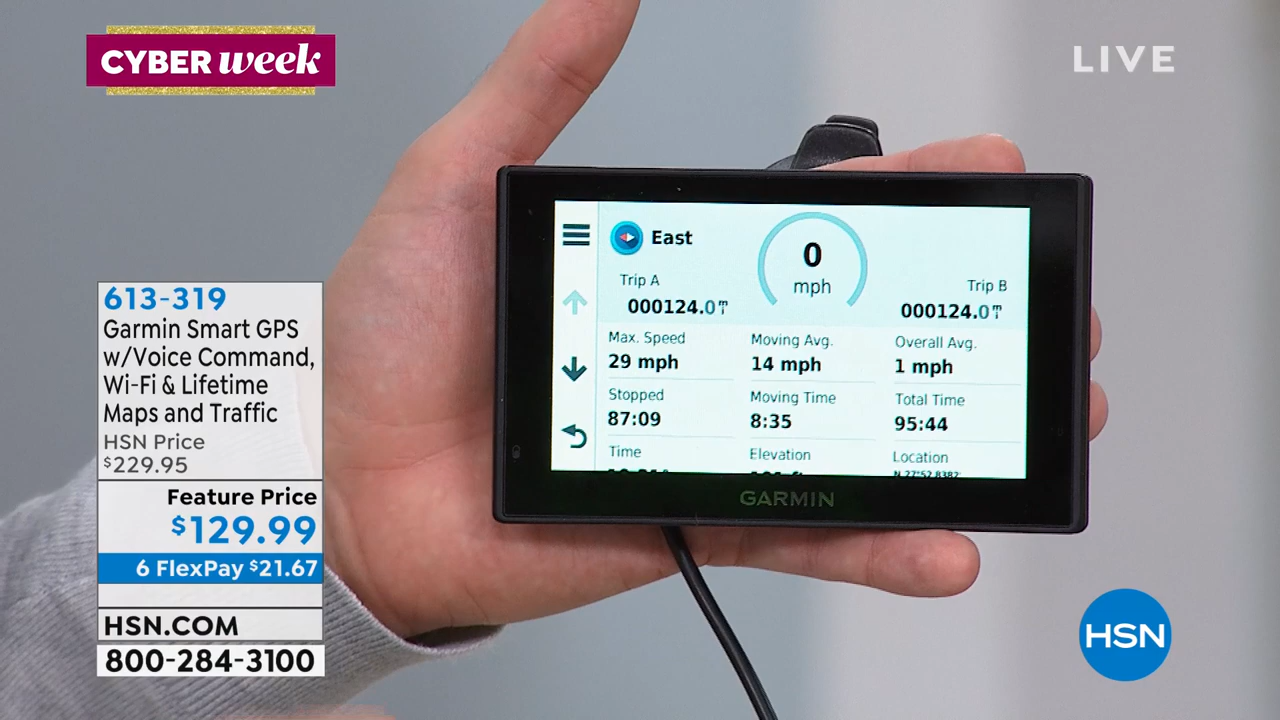 CYBER week
LIVE
613-319
Garmin Smart GPS
w/Voice Command,
Wi-Fi & Lifetime
Maps and Traffic
HSN Price
$229.95
Feature Price
$129.99
6 FlexPay $21.67
HSN.COM
800-284-3100
East
0
mph
Trip A
000124.0
Trip B
000124.0
Max. Speed
29 mph
Moving Avg.
14 mph
Overall Avg.
1 mph
Stopped
87:09
Moving Time
8:35
Total Time
95:44
Time
Elevation
Location
GARMIN
HSN